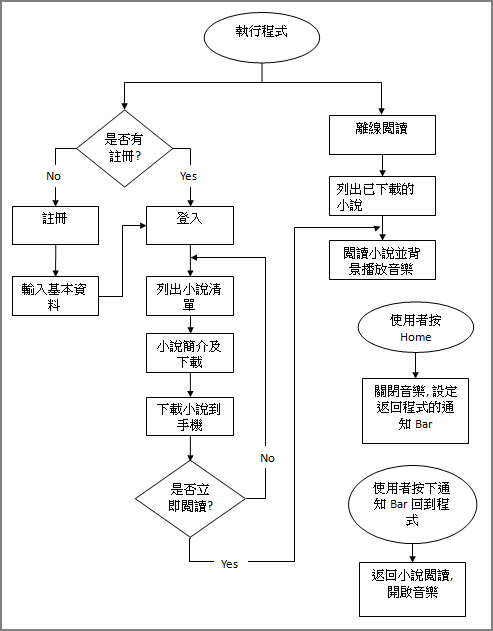 執行程式
是否有
註冊?
No
Yes
註冊
登入
輸入基本資
料
列出小說清
單
小說簡介及
下載
下載小說到
手機
No
是否立
即閱讀?
Yes
離線閱讀
列出已下載的
小說
閱讀小說並背
景播放音樂
使用者按
Home
關閉音樂, 設定
返回程式的通
知 Bar
使用者按下通
知 Bar 回到程
式
返回小說閱讀,
開啟音樂